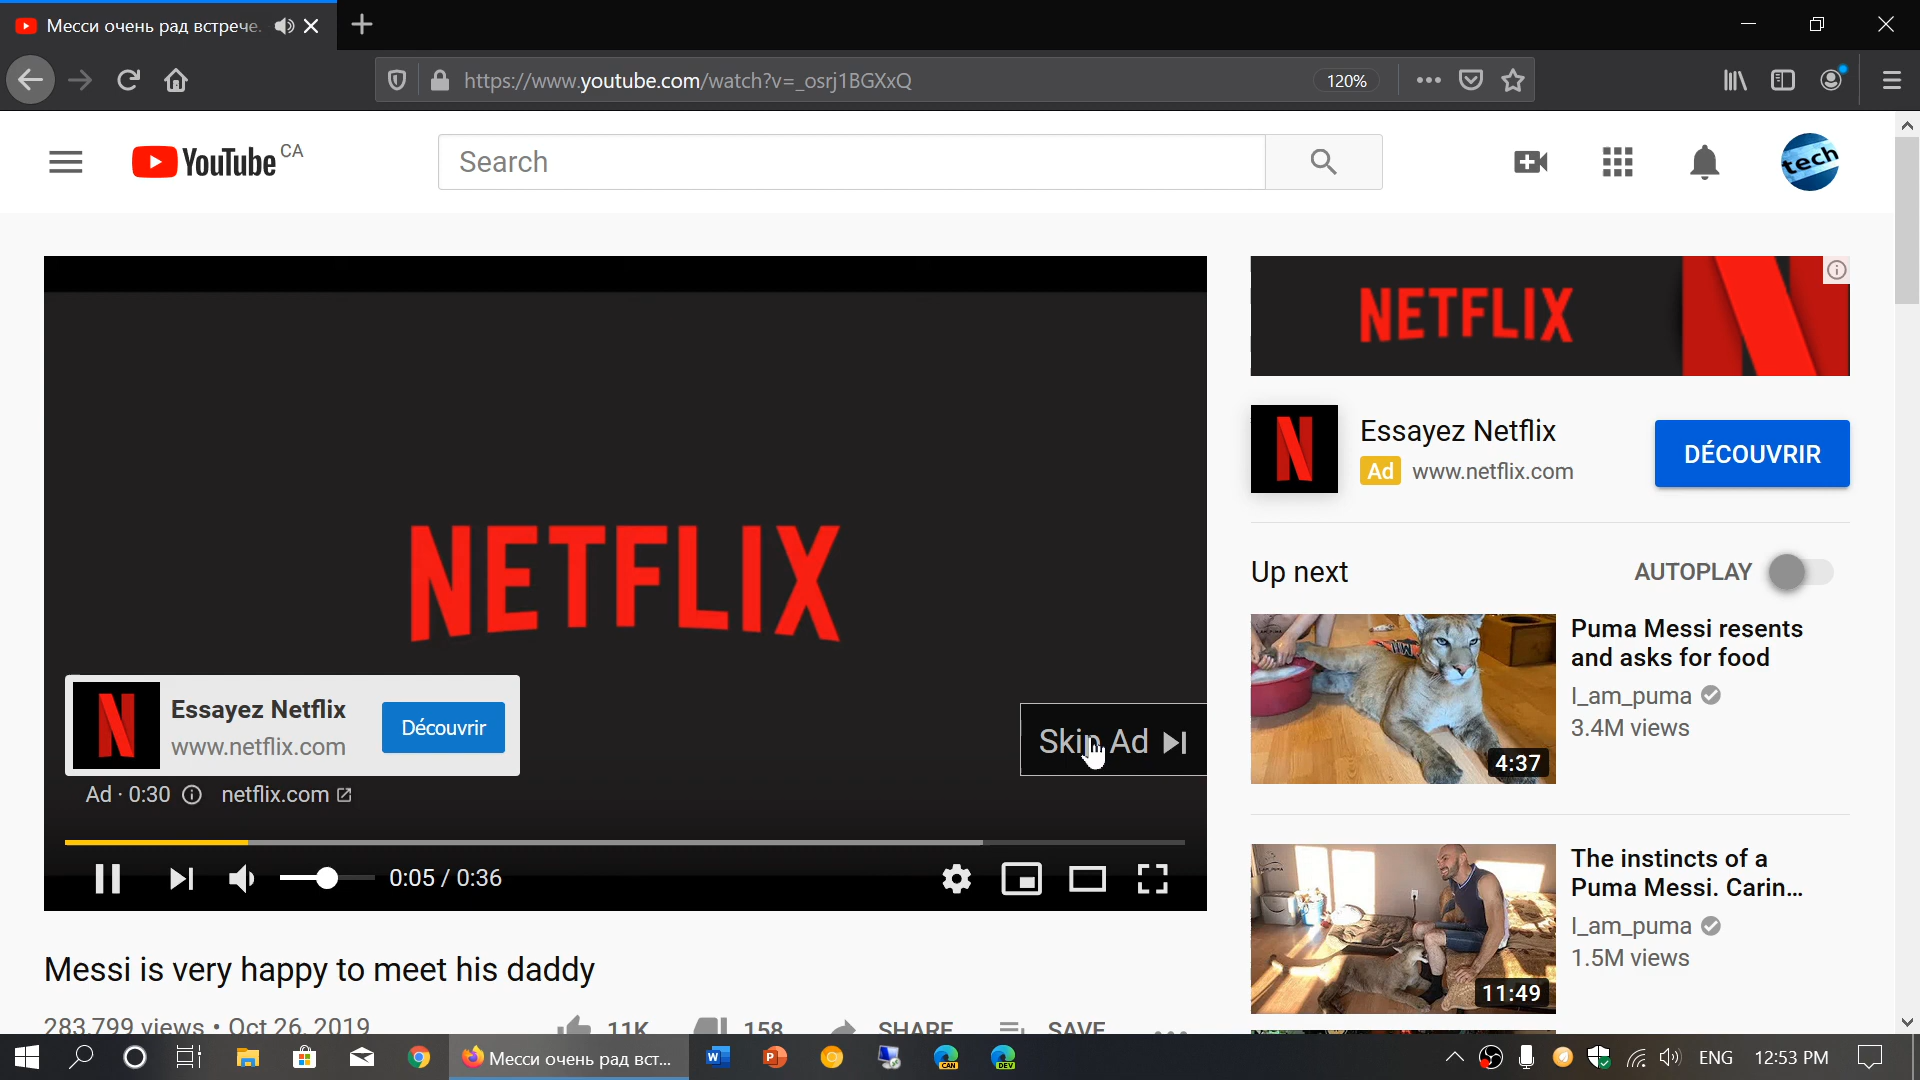 Месси очень рад встрече.
https://www.youtube.com/watch?v=_osrj1BGXxQ
120%
YouTube CA
Search
tech
NETFLIX
Essayez Netflix
www.netflix.com
Découvrir
Skip Ad
Ad · 0:30 netflix.com
0:05 / 0:36
Messi is very happy to meet his daddy
283,799 views • Oct 26, 2019
11K
158
SHARE
SAVE
NETFLIX
Essayez Netflix
Ad www.netflix.com
DÉCOUVRIR
Up next
AUTOPLAY
4:37
Puma Messi resents
and asks for food
I_am_puma
3.4M views
11:49
The instincts of a
Puma Messi. Carin...
I_am_puma
1.5M views
Месси очень рад вст...
CAN
DEV
ENG
12:53 PM